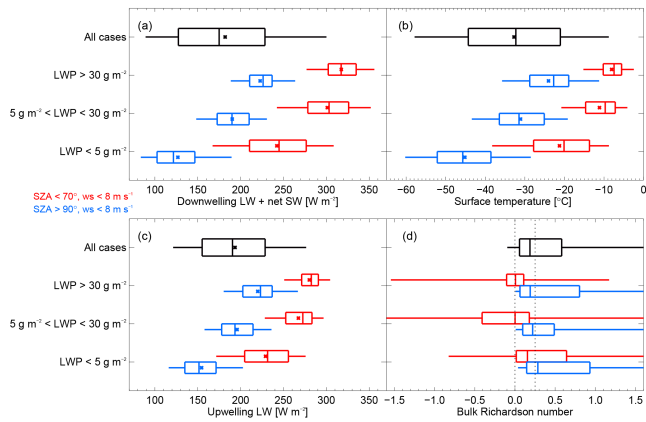 (a)
(b)
All cases
LWP > 30 g m⁻²
5 g m⁻² < LWP < 30 g m⁻²
LWP < 5 g m⁻²
100 150 200 250 300 350
−60 −50 −40 −30 −20 −10 0
Downwelling LW + net SW [W m⁻²]
Surface temperature [°C]
SZA < 70°, ws < 8 m s⁻¹
SZA > 90°, ws < 8 m s⁻¹
(c)
(d)
All cases
LWP > 30 g m⁻²
5 g m⁻² < LWP < 30 g m⁻²
LWP < 5 g m⁻²
100 150 200 250 300 350
−1.5 −1.0 −0.5 0.0 0.5 1.0 1.5
Upwelling LW [W m⁻²]
Bulk Richardson number